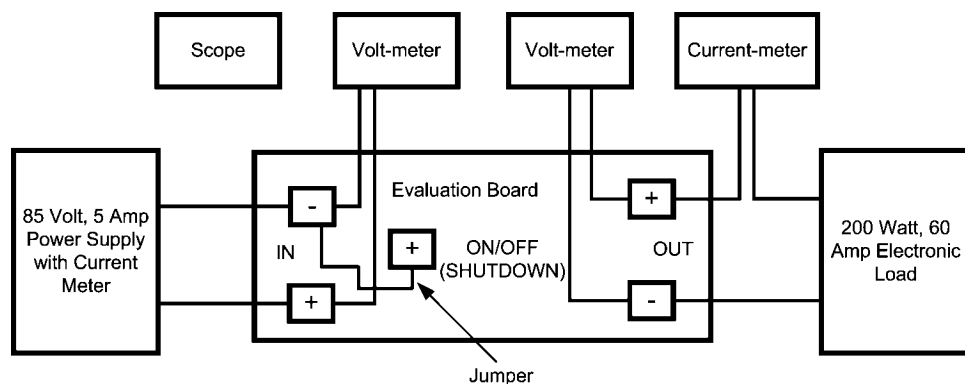 Scope
Volt-meter
Volt-meter
Current-meter
85 Volt, 5 Amp
Power Supply
with Current
Meter
Evaluation Board
-
+
IN
+
ON/OFF
(SHUTDOWN)
+
-
OUT
200 Watt, 60
Amp Electronic
Load
Jumper